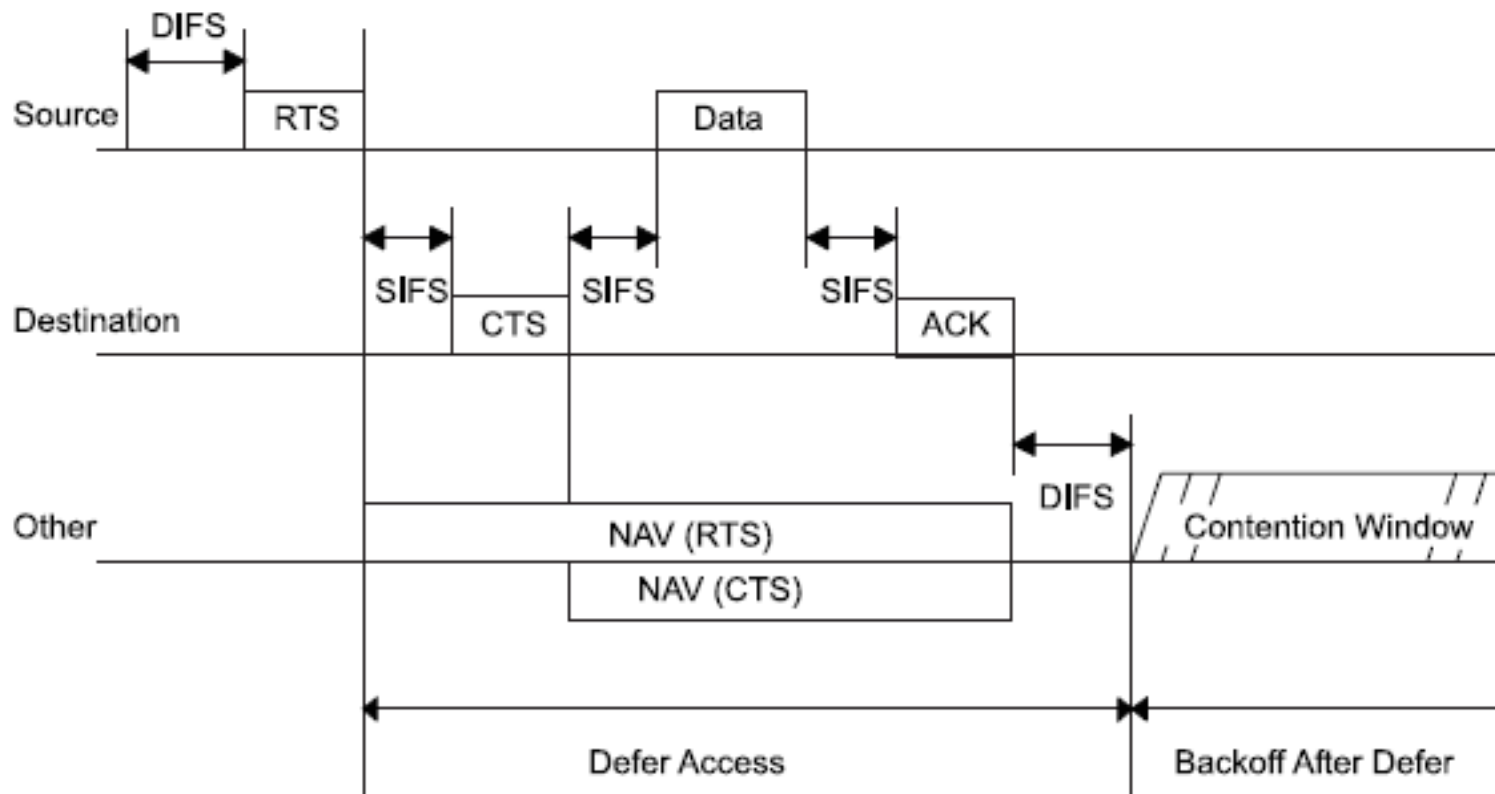 DIFS
Source
RTS
Data
SIFS
SIFS
SIFS
Destination
CTS
ACK
DIFS
Other
NAV (RTS)
Contention Window
NAV (CTS)
Defer Access
Backoff After Defer